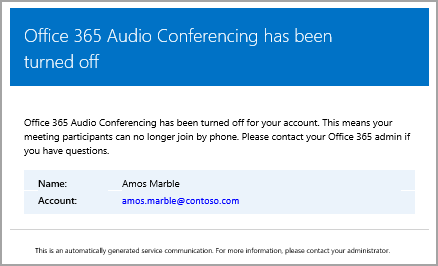 Office 365 Audio Conferencing has been
turned off
Office 365 Audio Conferencing has been turned off for your account. This means your
meeting participants can no longer join by phone. Please contact your Office 365 admin if
you have questions.
Name: Amos Marble
Account: amos.marble@contoso.com
This is an automatically generated service communication. For more information, please contact your administrator.